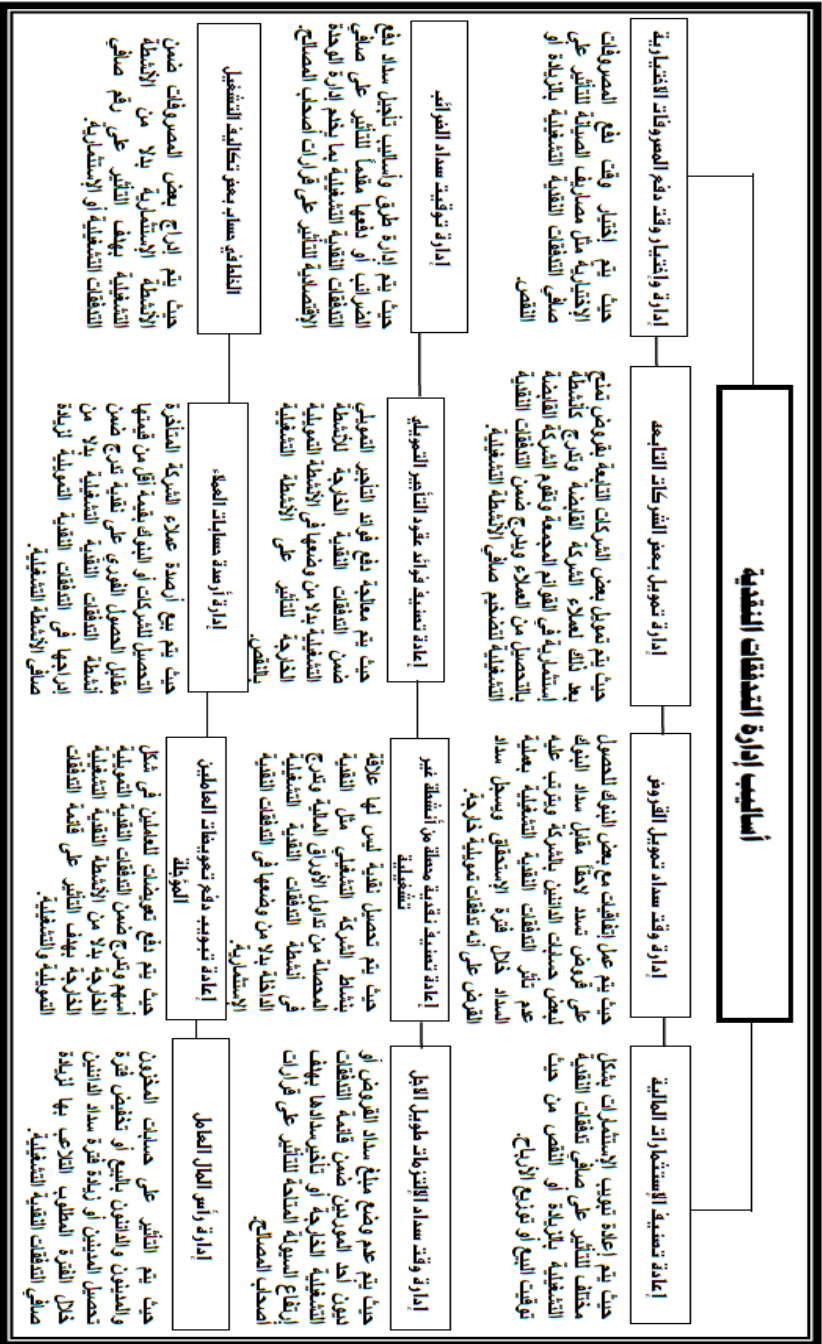 أساليب إدارة التدفقات النقدية
إدارة واختيار وقت دفع المصروفات الاختيارية
حيث يتم إختيار وقت دفع المصروفات
الإختيارية مثل مصاريف الصيانة للتأثير على
صافي التدفقات النقدية التشغيلية بالزيادة أو
النقص.
إدارة تمويل بعض الشركات التابعة
حيث يتم تمويل بعض الشركات التابعة بقروض تمنح
بعد ذلك لعملاء الشركة القابضة وتدرج كأنشطة
إستثمارية في القوائم المجمعة وتقوم الشركة القابضة
بالتحصيل من العملاء ويدرج ضمن التدفقات النقدية
التشغيلية لتضخيم صافي الأنشطة التشغيلية.
إدارة وقت سداد تمويل القروض
حيث يتم عمل إتفاقيات مع بعض البنوك للحصول
على قروض تسدد لاحقاً مقابل سداد البنوك
لبعض حسابات الدائنين بالشركة ويترتب عليه
عدم تأثر التدفقات النقدية التشغيلية بعملية
السداد خلال فترة الإستحقاق ويسجل سداد
القرض على أنه تدفقات تمويلية خارجة.
إعادة تصنيف الإستثمارات المالية
حيث يتم إعادة تبويب الإستثمارات بشكل
مختلف للتأثير على صافي تدفقات النقدية
التشغيلية بالزيادة أو النقص من حيث
توقيت البيع أو توزيع الأرباح.
إدارة توقيت سداد الضرائب
حيث يتم إدارة طرق وأساليب تأجيل سداد دفع
الضرائب أو دفعها مقدماً للتأثير على صافي
التدفقات النقدية التشغيلية بما يخدم إدارة الوحدة
الإقتصادية للتأثير على قرارات أصحاب المصالح.
إعادة تصنيف فوائد عقود التأجير التمويلي
حيث يتم معالجة دفع فوائد التأجير التمويلي
ضمن التدفقات النقدية الخارجة للأنشطة
التشغيلية بدلا من وضعها في الأنشطة التمويلية
الخارجة للتأثير على الأنشطة التشغيلية
بالنقص.
إعادة تصنيف نقدية محصلة من أنشطة غير
تشغيلية
حيث يتم تحصيل نقدية ليس لها علاقة
بنشاط الشركة التشغيلي مثل النقدية
المحصلة من تداول الأوراق المالية وتدرج
في أنشطة التدفقات النقدية التشغيلية
الداخلة بدلا من وضعها في التدفقات النقدية
الإستثمارية.
إدارة وقت سداد الإلتزمات طويل الاجل
حيث يتم عدم وضع مبلغ سداد القروض أو
ديون أحد الموردين ضمن قائمة التدفقات
التشغيلية الخارجة أو تأخيرسدادها بهدف
إرتفاع السيولة المتاحة للتأثير على قرارات
أصحاب المصالح.
الخلط في حساب بعض تكاليف التشغيل
حيث يتم إدراج بعض المصروفات ضمن
الأنشطة الإستثمارية بدلا من الأنشطة
التشغيلية بهدف التأثير على رقم صافي
التدفقات التشغيلية أو الإستثمارية.
إدارة أرصدة حسابات العملاء
حيث يتم بيع أرصدة عملاء الشركة المتأخرة
التحصيل للشركات أو البنوك بقيمة أقل من قيمتها
مقابل الحصول الفوري على نقدية تدرج ضمن
أنشطة التدفقات النقدية التشغيلية بدلا من
إدراجها في التدفقات النقدية التمويلية لزيادة
صافي الأنشطة التشغيلية.
إعادة تبويب دفع تعويضات العاملين
المؤجلة
حيث يتم دفع تعويضات للعاملين في شكل
أسهم وتدرج ضمن التدفقات النقدية التمويلية
الخارجة بدلا من الأنشطة النقدية التشغيلية
الخارجة بهدف التأثير على قائمة التدفقات
التمويلية والتشغيلية.
إدارة رأس المال العامل
حيث يتم التأثير على حسابات المخزون
والمدينون والدائنون بالبيع أو تخفيض فترة
تحصيل المدينين أو زيادة فترة سداد الدائنين
خلال الفترة المطلوب التلاعب بها لزيادة
صافي التدفقات النقدية التشغيلية.